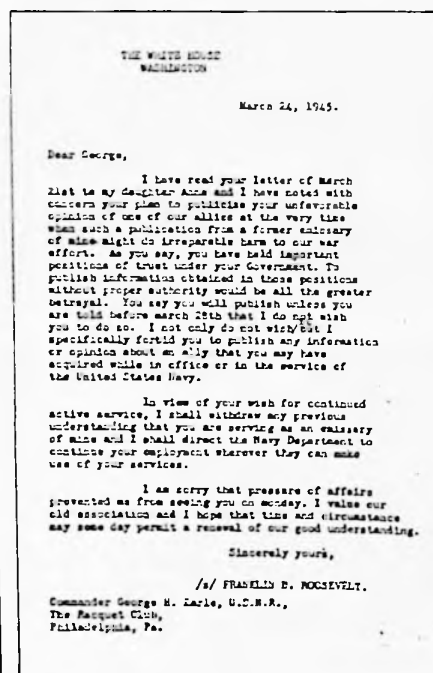 THE WHITE HOUSE
WASHINGTON
March 24, 1945.
Dear George,
I have read your letter of March
21st to my daughter Anna and I have noted with
concern your plan to publicize your unfavorable
opinion of one of our allies at the very time
when such a publication from a former emissary
of mine might do irreparable harm to our war
effort. As you say, you have held important
positions of trust under your Government. To
publish information obtained in those positions
without proper authority would be all the greater
betrayal. You say you will publish unless you
are told before March 28th that I do not wish
you to do so. I not only do not wish, but I
specifically forbid you to publish any information
or opinion about an ally that you may have
acquired while in office or in the service of
the United States Navy.
In view of your wish for continued
active service, I shall withdraw any previous
understanding that you are serving as an emissary
of mine and I shall direct the Navy Department to
continue your employment wherever they can make
use of your services.
I am sorry that pressure of affairs
prevented me from seeing you on Monday. I value our
old association and I hope that time and circumstance
may some day permit a renewal of our good understanding.
Sincerely yours,
/s/ FRANKLIN D. ROOSEVELT.
Commander George H. Earle, U.S.N.R.,
The Racquet Club,
Philadelphia, Pa.